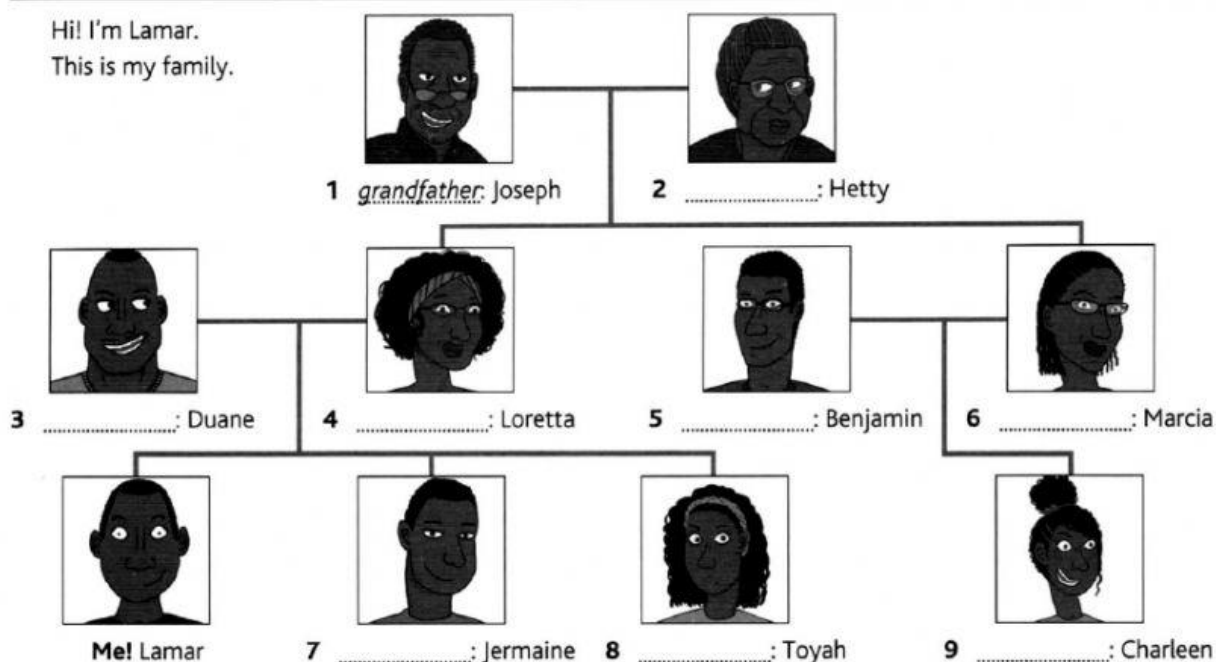 Hi! I'm Lamar.
This is my family.
1 grandfather: Joseph
2 ...............: Hetty
3 ...............: Duane
4 ...............: Loretta
5 ...............: Benjamin
6 ...............: Marcia
Me! Lamar
7 ...............: Jermaine
8 ...............: Toyah
9 ...............: Charleen